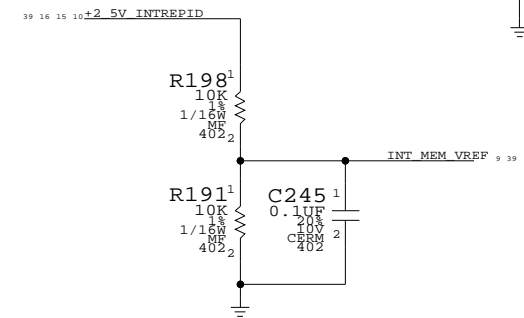 39 16 15 10 +2_5V_INTREPID
R198 1
10K
1%
1/16W
MF
402 2
INT_MEM_VREF 9 39
R191 1
10K
1%
1/16W
MF
402 2
C245 1
0.1UF
20%
10V
CERM 2
402